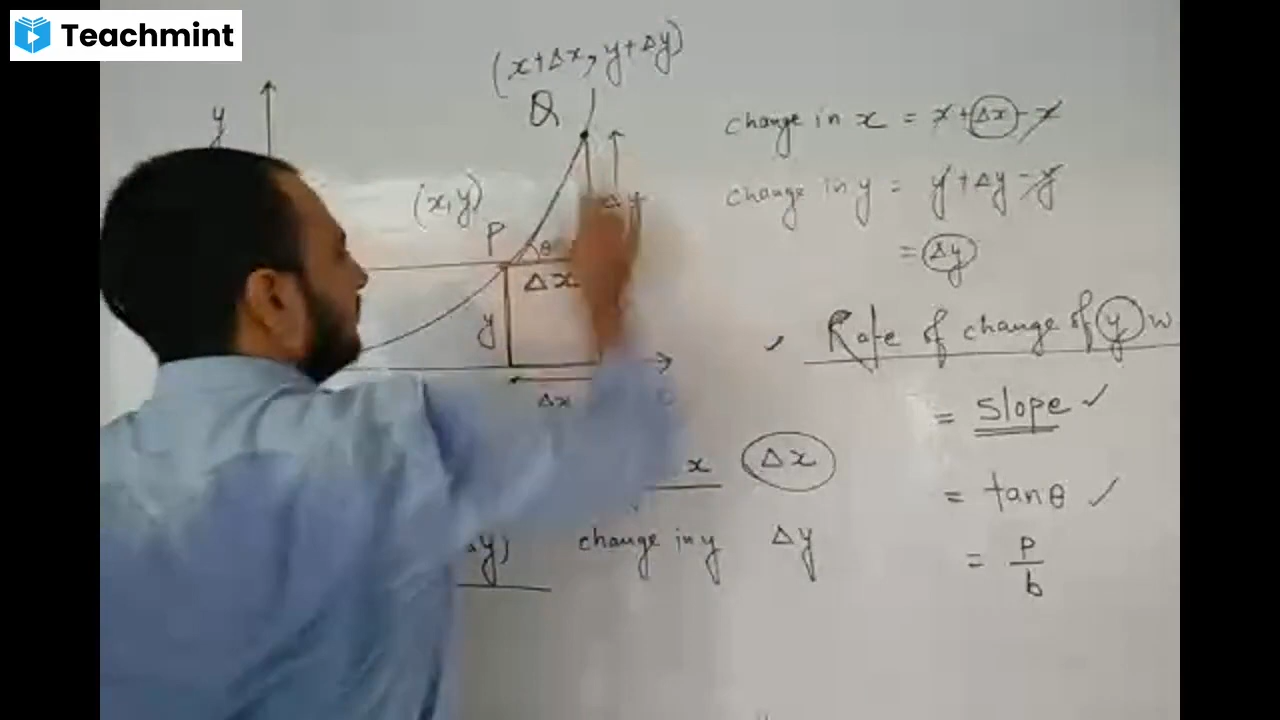 Teachmint
(x+Δx, y+Δy)
Q
y
(x,y)
P
θ
Δy
Δx
y
Δx
change in x = x+Δx-x
change in y = y+Δy-y
= Δy
Rate of change of y w
= slope ✓
= tanθ ✓
= P/b
x Δx
y) change in y Δy